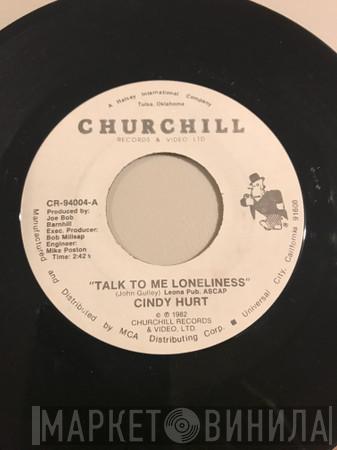 A Halsey International Company
Tulsa, Oklahoma
CHURCHILL
RECORDS & VIDEO LTD
CR-94004-A
Produced by:
Joe Bob
Barnhill
Exec. Producer:
Bob Millsap
Engineer:
Mike Poston
Time: 2:42
"TALK TO ME LONELINESS"
(John Gulley) Leona Pub. ASCAP
CINDY HURT
© ℗ 1982
CHURCHILL RECORDS
& VIDEO, LTD.
Manufactured and Distributed by MCA Distributing Corp. ■ Universal City, California 91608
МАРКЕТ ВИНИЛА